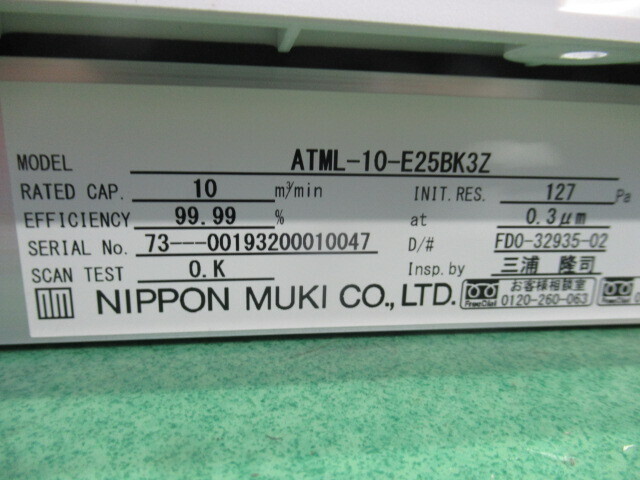 MODEL ATML-10-E25BK3Z
RATED CAP. 10 m³/min INIT.RES. 127 Pa
EFFICIENCY 99.99 % at 0.3μm
SERIAL No. 73---00193200010047 D/# FD0-32935-02
SCAN TEST O.K Insp.by 三浦 隆司
NIPPON MUKI CO.,LTD. FreeDial お客様相談室 0120-260-063